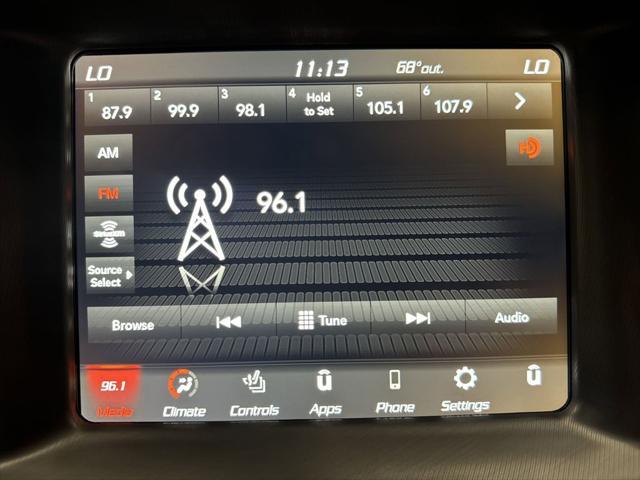 LO 11:13 68°out. LO
1 87.9 2 99.9 3 98.1 4 Hold to Set 5 105.1 6 107.9
AM
FM
96.1
SiriusXM
Source
Select
Browse Tune Audio
96.1
Media Climate Controls Apps Phone Settings